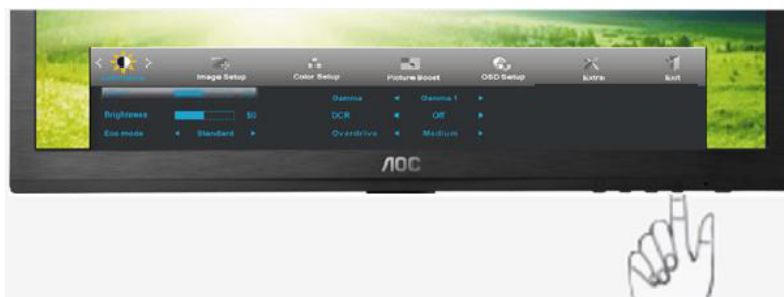 Luminance Image Setup Color Setup Picture Boost OSD Setup Extra Exit
Gamma Gamma 1
Brightness 50 DCR Off
Eco mode Standard Overdrive Medium
AOC